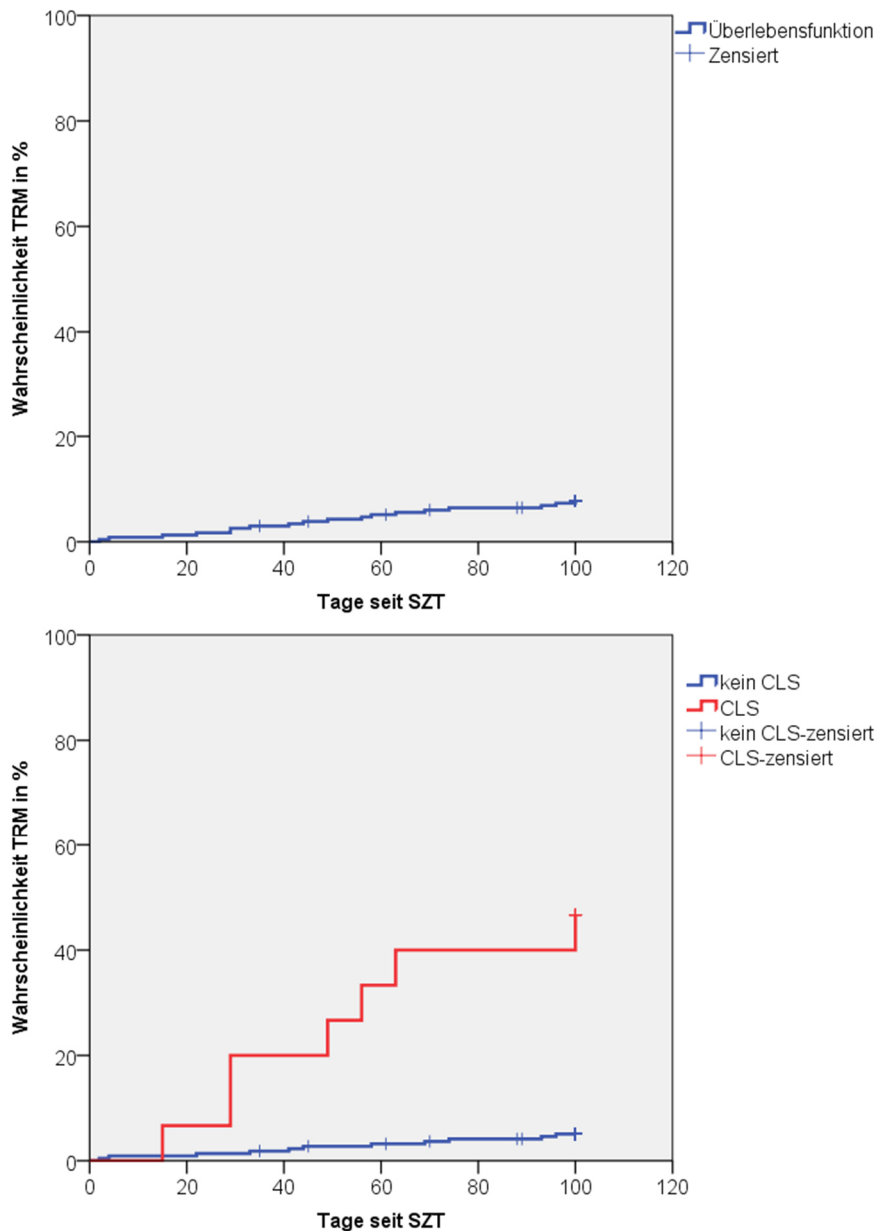 100
80
60
40
20
0
Wahrscheinlichkeit TRM in %
0 20 40 60 80 100 120
Tage seit SZT
Überlebensfunktion
Zensiert
100
80
60
40
20
0
Wahrscheinlichkeit TRM in %
0 20 40 60 80 100 120
Tage seit SZT
kein CLS
CLS
kein CLS-zensiert
CLS-zensiert